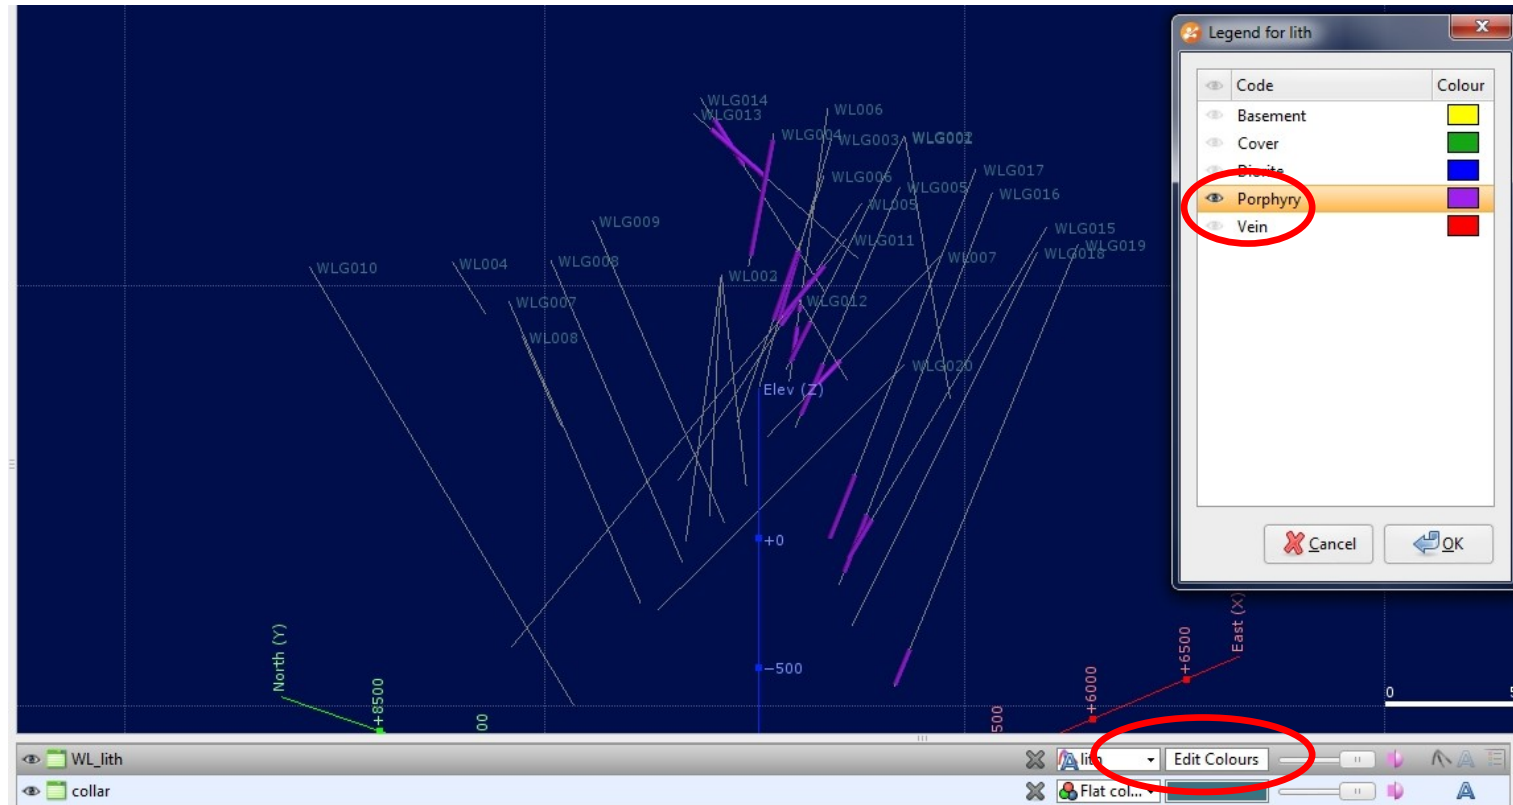 Legend for lith
Code Colour
Basement
Cover
Diorite
Porphyry
Vein
Cancel OK
WLG014
WLG013
WL006
WLG004
WLG003
WLG017
WLG006
WLG005
WLG016
WL005
WLG009
WLG015
WLG011
WLG019
WL007
WLG018
WLG010
WL004
WLG008
WLG012
WLG007
WL008
WLG020
Elev (Z)
+0
-500
North (Y)
+8500
00
500
+6000
+6500
East (X)
0
WL_lith lith Edit Colours
collar Flat col...